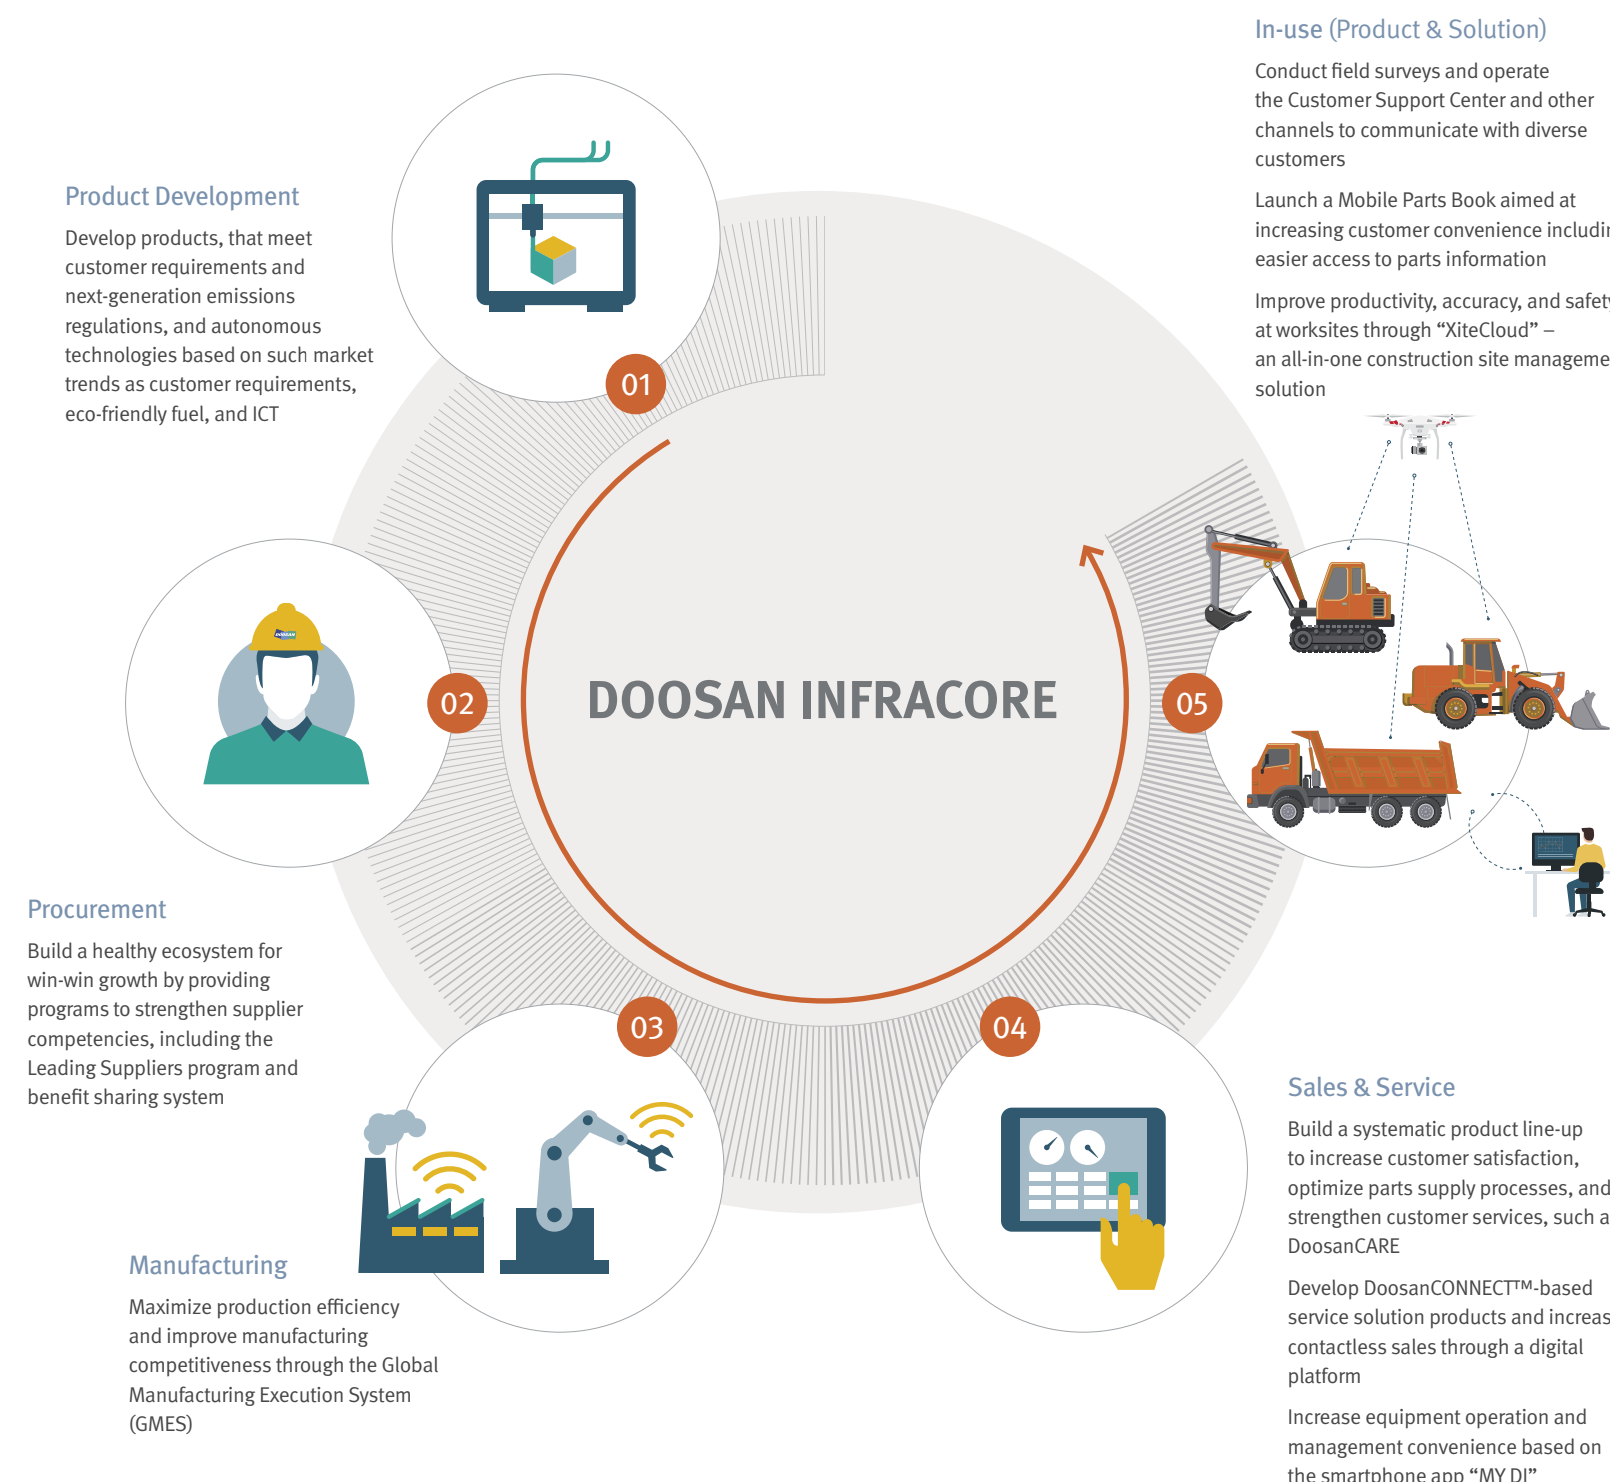 Product Development
Develop products, that meet
customer requirements and
next-generation emissions
regulations, and autonomous
technologies based on such market
trends as customer requirements,
eco-friendly fuel, and ICT
01
DOOSAN
02
Procurement
Build a healthy ecosystem for
win-win growth by providing
programs to strengthen supplier
competencies, including the
Leading Suppliers program and
benefit sharing system
03
Manufacturing
Maximize production efficiency
and improve manufacturing
competitiveness through the Global
Manufacturing Execution System
(GMES)
DOOSAN INFRACORE
04
Sales & Service
Build a systematic product line-up
to increase customer satisfaction,
optimize parts supply processes, and
strengthen customer services, such a
DoosanCARE
Develop DoosanCONNECT™-based
service solution products and increas
contactless sales through a digital
platform
Increase equipment operation and
management convenience based on
the smartphone app “MY DI”
05
In-use (Product & Solution)
Conduct field surveys and operate
the Customer Support Center and other
channels to communicate with diverse
customers
Launch a Mobile Parts Book aimed at
increasing customer convenience includin
easier access to parts information
Improve productivity, accuracy, and safety
at worksites through “XiteCloud” –
an all-in-one construction site manageme
solution